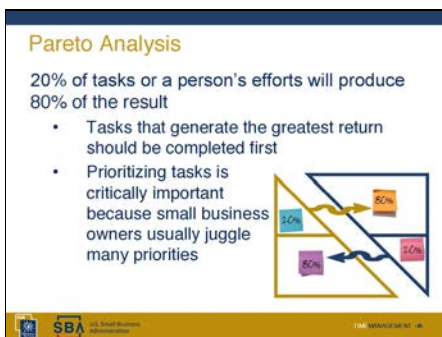 Pareto Analysis
20% of tasks or a person's efforts will produce
80% of the result
• Tasks that generate the greatest return
should be completed first
• Prioritizing tasks is
critically important
because small business
owners usually juggle
many priorities
80%
20%
20%
80%
SBA U.S. Small Business
Administration
TIME MANAGEMENT